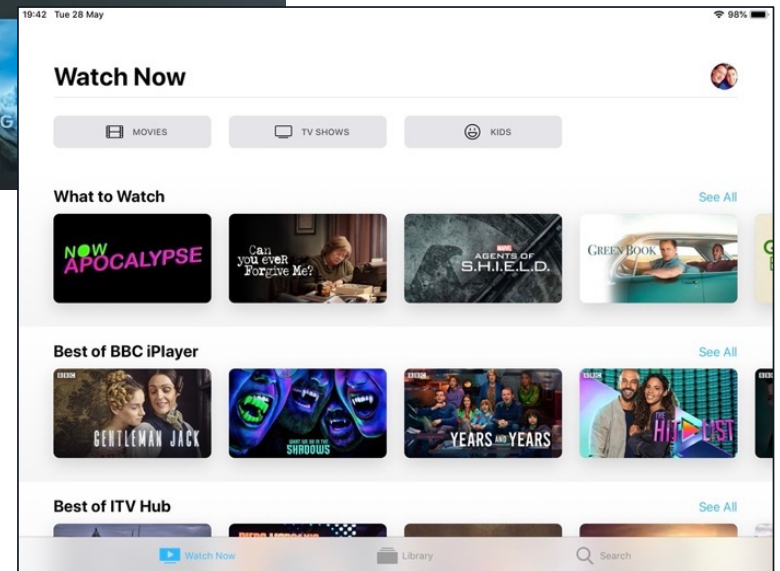 19:42 Tue 28 May
98%
G
Watch Now
MOVIES
TV SHOWS
KIDS
What to Watch
See All
NOW
APOCALYPSE
Can
you eveR
Forgive Me?
MARVEL
AGENTS OF
S.H.I.E.L.D.
GREEN BOOK
G
Best of BBC iPlayer
See All
BBC
GENTLEMAN JACK
WHAT WE DO IN THE
SHADOWS
BBC
YEARS AND YEARS
BBC
THE
HIT LIST
Best of ITV Hub
See All
Watch Now
Library
Search